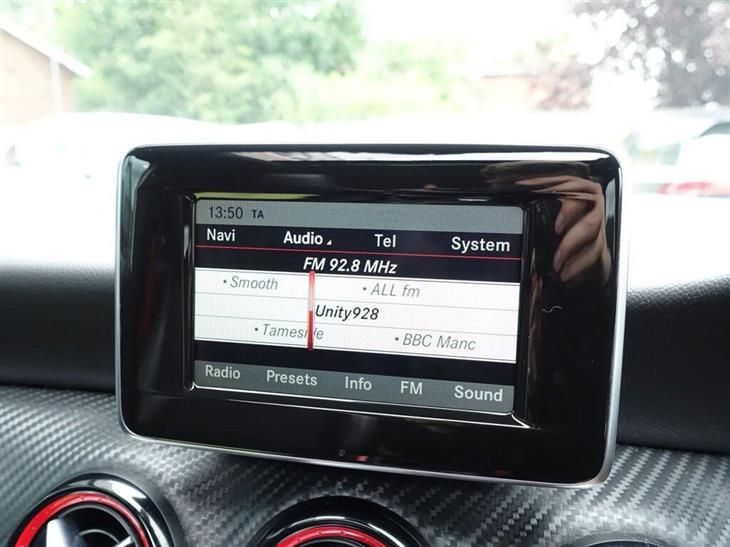 13:50 TA
Navi Audio Tel System
FM 92.8 MHz
• Smooth • ALL fm
Unity928
• Tameside • BBC Manc
Radio Presets Info FM Sound